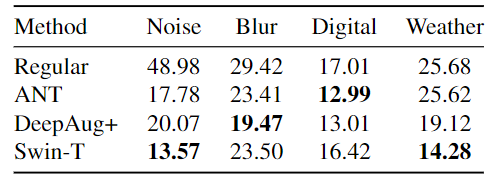 Method Noise Blur Digital Weather
Regular 48.98 29.42 17.01 25.68
ANT 17.78 23.41 12.99 25.62
DeepAug+ 20.07 19.47 13.01 19.12
Swin-T 13.57 23.50 16.42 14.28